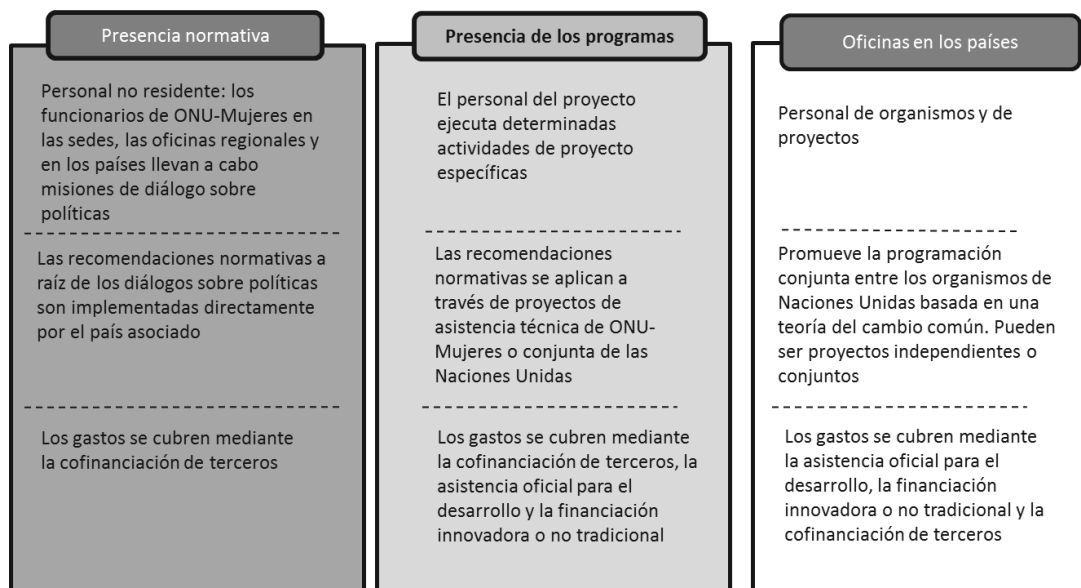 Presencia normativa
Personal no residente: los
funcionarios de ONU-Mujeres en
las sedes, las oficinas regionales y
en los países llevan a cabo
misiones de diálogo sobre
políticas
Las recomendaciones normativas a
raíz de los diálogos sobre políticas
son implementadas directamente
por el país asociado
Los gastos se cubren mediante
la cofinanciación de terceros
Presencia de los programas
El personal del proyecto
ejecuta determinadas
actividades de proyecto
específicas
Las recomendaciones
normativas se aplican a
través de proyectos de
asistencia técnica de ONU-
Mujeres o conjunta de las
Naciones Unidas
Los gastos se cubren mediante
la cofinanciación de terceros, la
asistencia oficial para el
desarrollo y la financiación
innovadora o no tradicional
Oficinas en los países
Personal de organismos y de
proyectos
Promueve la programación
conjunta entre los organismos de
Naciones Unidas basada en una
teoría del cambio común. Pueden
ser proyectos independientes o
conjuntos
Los gastos se cubren mediante
la asistencia oficial para el
desarrollo, la financiación
innovadora o no tradicional y la
cofinanciación de terceros